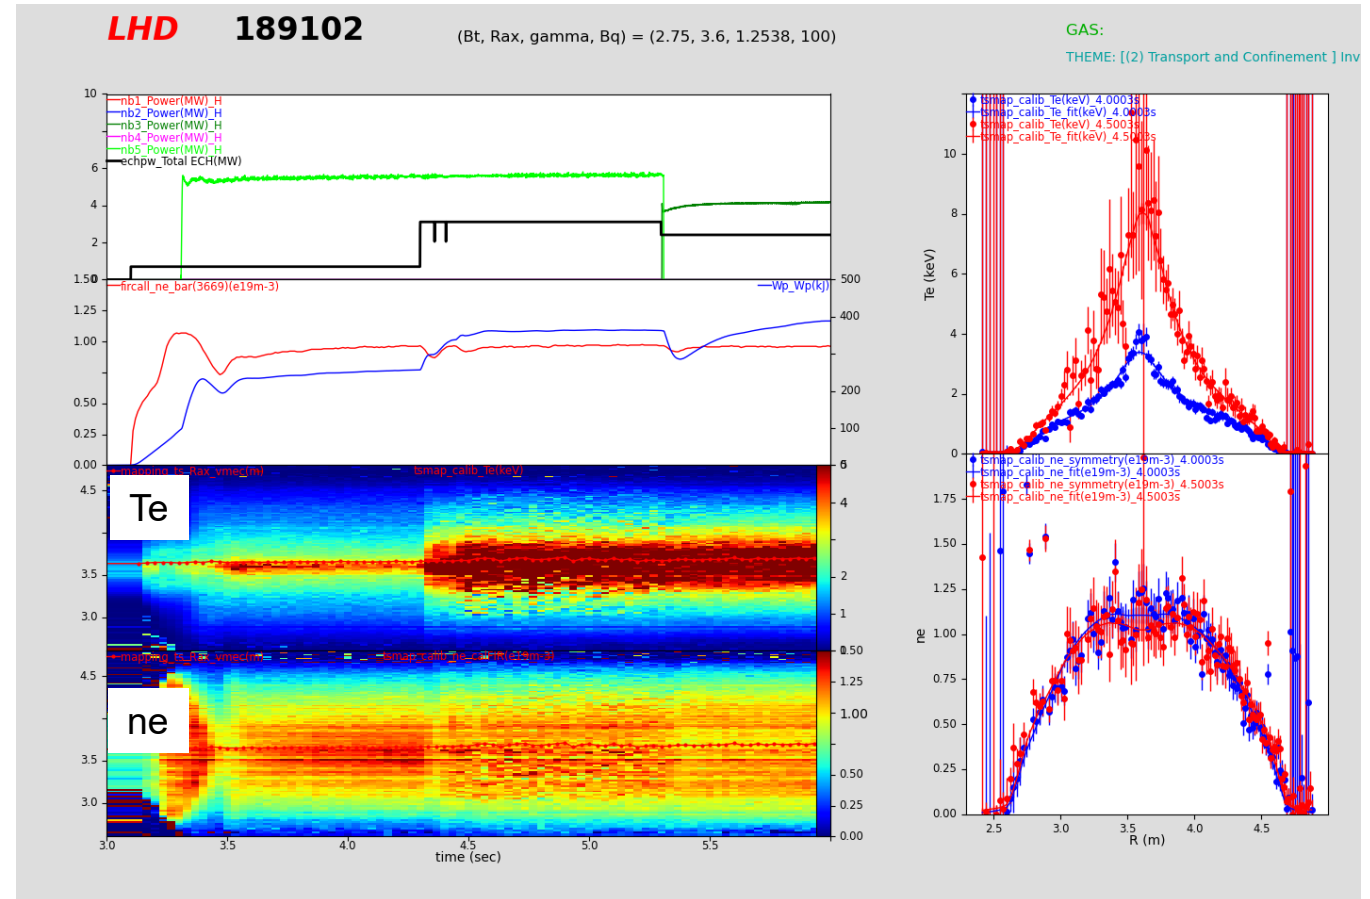 LHD 189102 (Bt, Rax, gamma, Bq) = (2.75, 3.6, 1.2538, 100)
GAS:
THEME: [(2) Transport and Confinement ] Inv
10
6
4
2
0
nb1_Power(MW)_H
nb2_Power(MW)_H
nb3_Power(MW)_H
nb4_Power(MW)_H
nb5_Power(MW)_H
echpw_Total ECH(MW)
1.50
1.25
1.00
0.50
0.25
0.00
fircall_ne_bar(3669)(e19m-3)
Wp_Wp(kJ)
500
400
200
100
mapping_ts_Rax_vmec(m)
tsmap_calib_Te(keV)
Te
4.5
3.5
3.0
5
4
2
1
mapping_ts_Rax_vmec(m)
ne
4.5
3.5
3.0
1.50
1.25
1.00
0.50
0.25
0.00
3.0
3.5
4.0
4.5
5.0
5.5
time (sec)
tsmap_calib_Te(keV)_4.0003s
tsmap_calib_Te_fit(keV)_4.0003s
tsmap_calib_Te(keV)_4.5003s
tsmap_calib_Te_fit(keV)_4.5003s
Te (keV)
10
8
6
4
2
0
tsmap_calib_ne_symmetry(e19m-3)_4.0003s
tsmap_calib_ne_fit(e19m-3)_4.0003s
tsmap_calib_ne_symmetry(e19m-3)_4.5003s
tsmap_calib_ne_fit(e19m-3)_4.5003s
ne
1.75
1.50
1.25
1.00
0.75
0.50
0.25
0.00
2.5
3.0
3.5
4.0
4.5
R (m)